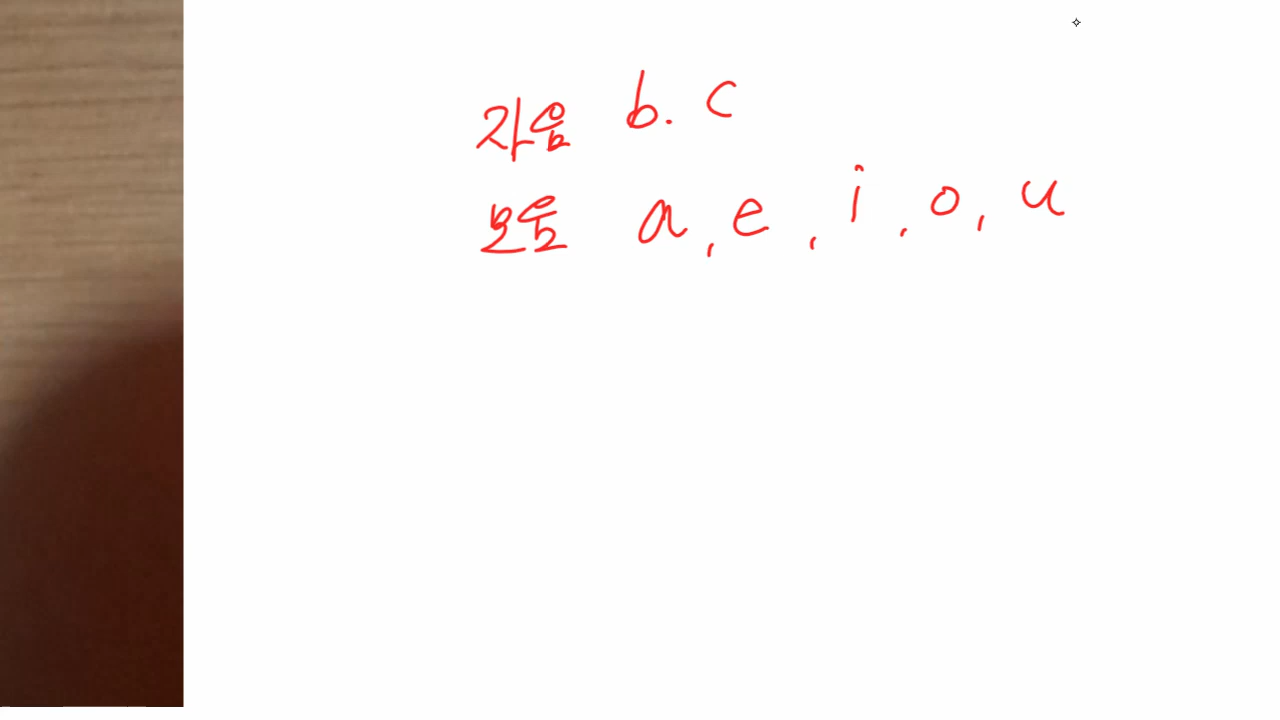 자음 b. c
모음 a, e, i, o, u